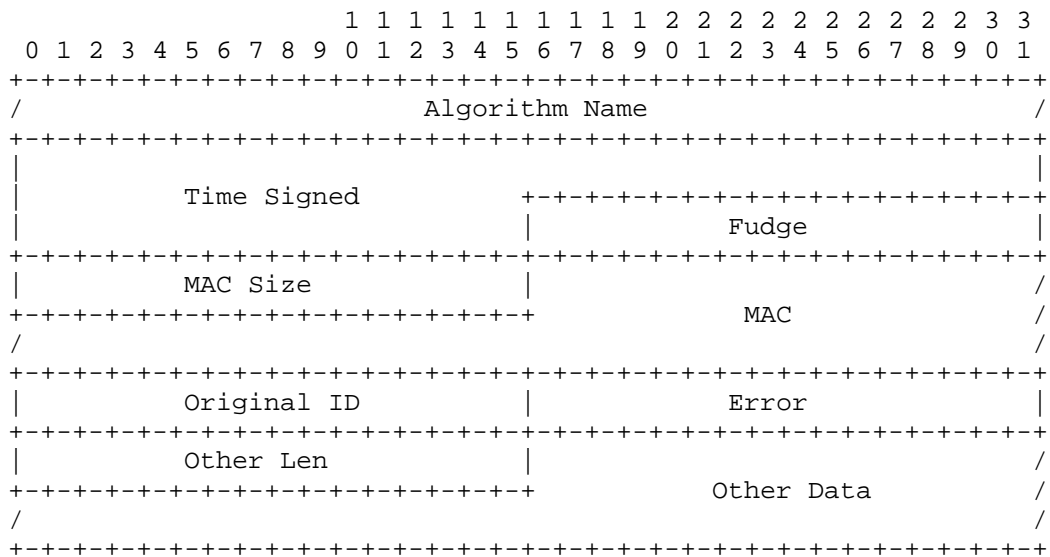 1 1 1 1 1 1 1 1 1 1 2 2 2 2 2 2 2 2 2 2 3 3
 0 1 2 3 4 5 6 7 8 9 0 1 2 3 4 5 6 7 8 9 0 1 2 3 4 5 6 7 8 9 0 1
+-+-+-+-+-+-+-+-+-+-+-+-+-+-+-+-+-+-+-+-+-+-+-+-+-+-+-+-+-+-+-+-+
/                         Algorithm Name                        /
+-+-+-+-+-+-+-+-+-+-+-+-+-+-+-+-+-+-+-+-+-+-+-+-+-+-+-+-+-+-+-+-+
|                                                               |
|          Time Signed          +-+-+-+-+-+-+-+-+-+-+-+-+-+-+-+-+
|                               |            Fudge              |
+-+-+-+-+-+-+-+-+-+-+-+-+-+-+-+-+-+-+-+-+-+-+-+-+-+-+-+-+-+-+-+-+
|          MAC Size             |                               /
+-+-+-+-+-+-+-+-+-+-+-+-+-+-+-+-+             MAC               /
/                                                               /
+-+-+-+-+-+-+-+-+-+-+-+-+-+-+-+-+-+-+-+-+-+-+-+-+-+-+-+-+-+-+-+-+
|          Original ID          |            Error              |
+-+-+-+-+-+-+-+-+-+-+-+-+-+-+-+-+-+-+-+-+-+-+-+-+-+-+-+-+-+-+-+-+
|          Other Len            |                               /
+-+-+-+-+-+-+-+-+-+-+-+-+-+-+-+-+           Other Data          /
/                                                               /
+-+-+-+-+-+-+-+-+-+-+-+-+-+-+-+-+-+-+-+-+-+-+-+-+-+-+-+-+-+-+-+-+